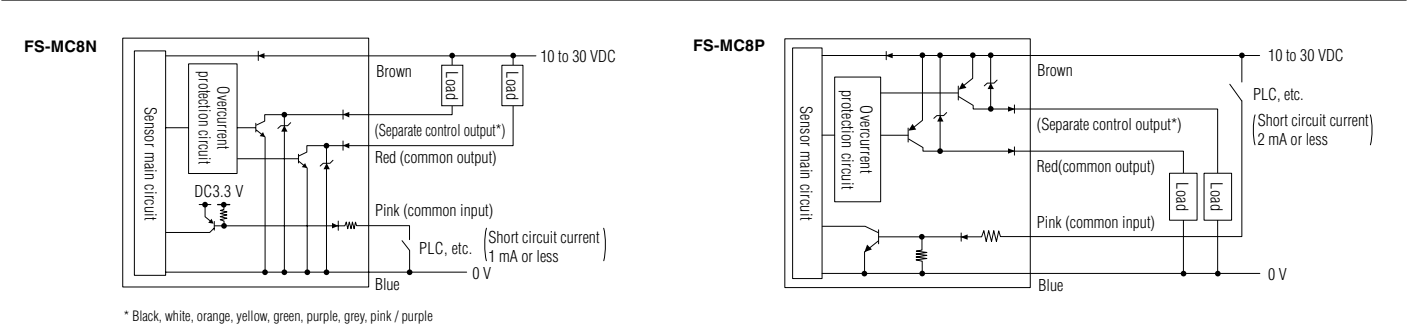 FS-MC8N
Sensor main circuit
Overcurrent
protection circuit
DC3.3 V
Brown
Load
Load
10 to 30 VDC
(Separate control output*)
Red (common output)
Pink (common input)
PLC, etc.
(Short circuit current)
1 mA or less
0 V
Blue
* Black, white, orange, yellow, green, purple, grey, pink / purple
FS-MC8P
Sensor main circuit
Overcurrent
protection circuit
Brown
10 to 30 VDC
PLC, etc.
(Short circuit current)
2 mA or less
(Separate control output*)
Red(common output)
Load
Load
Pink (common input)
0 V
Blue